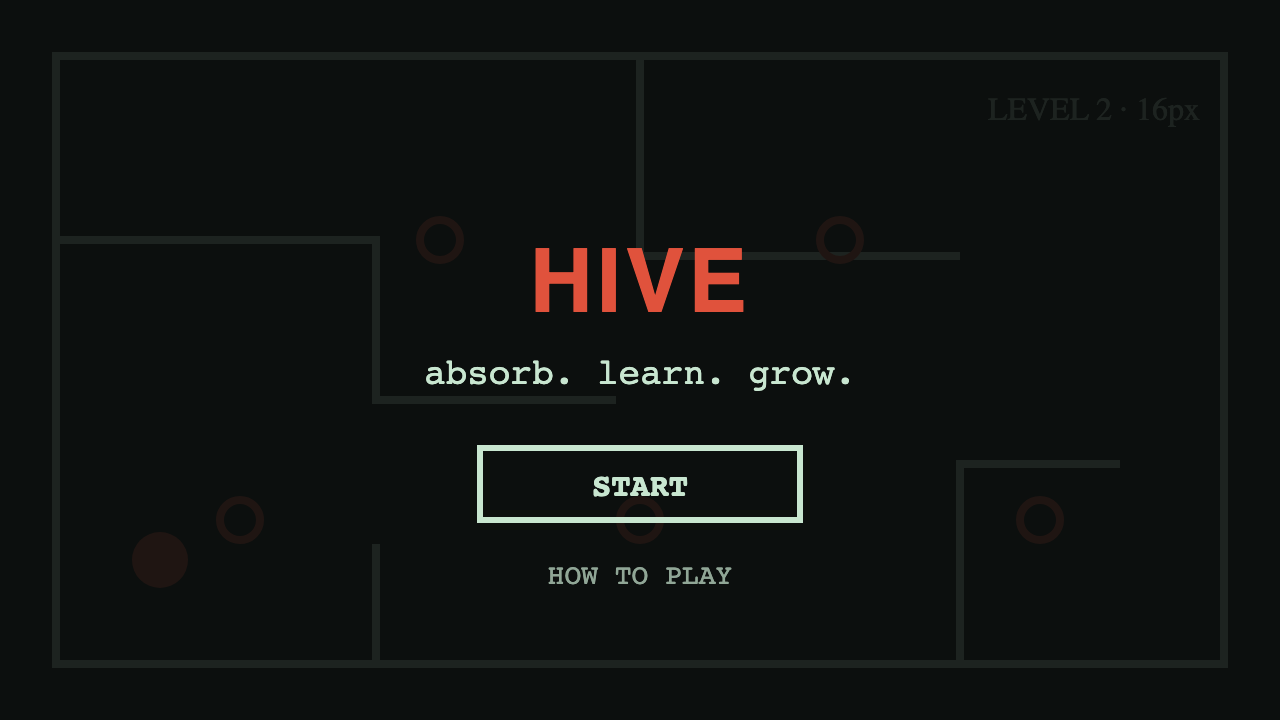 LEVEL 2 · 16px
HIVE
absorb. learn. grow.
START
HOW TO PLAY